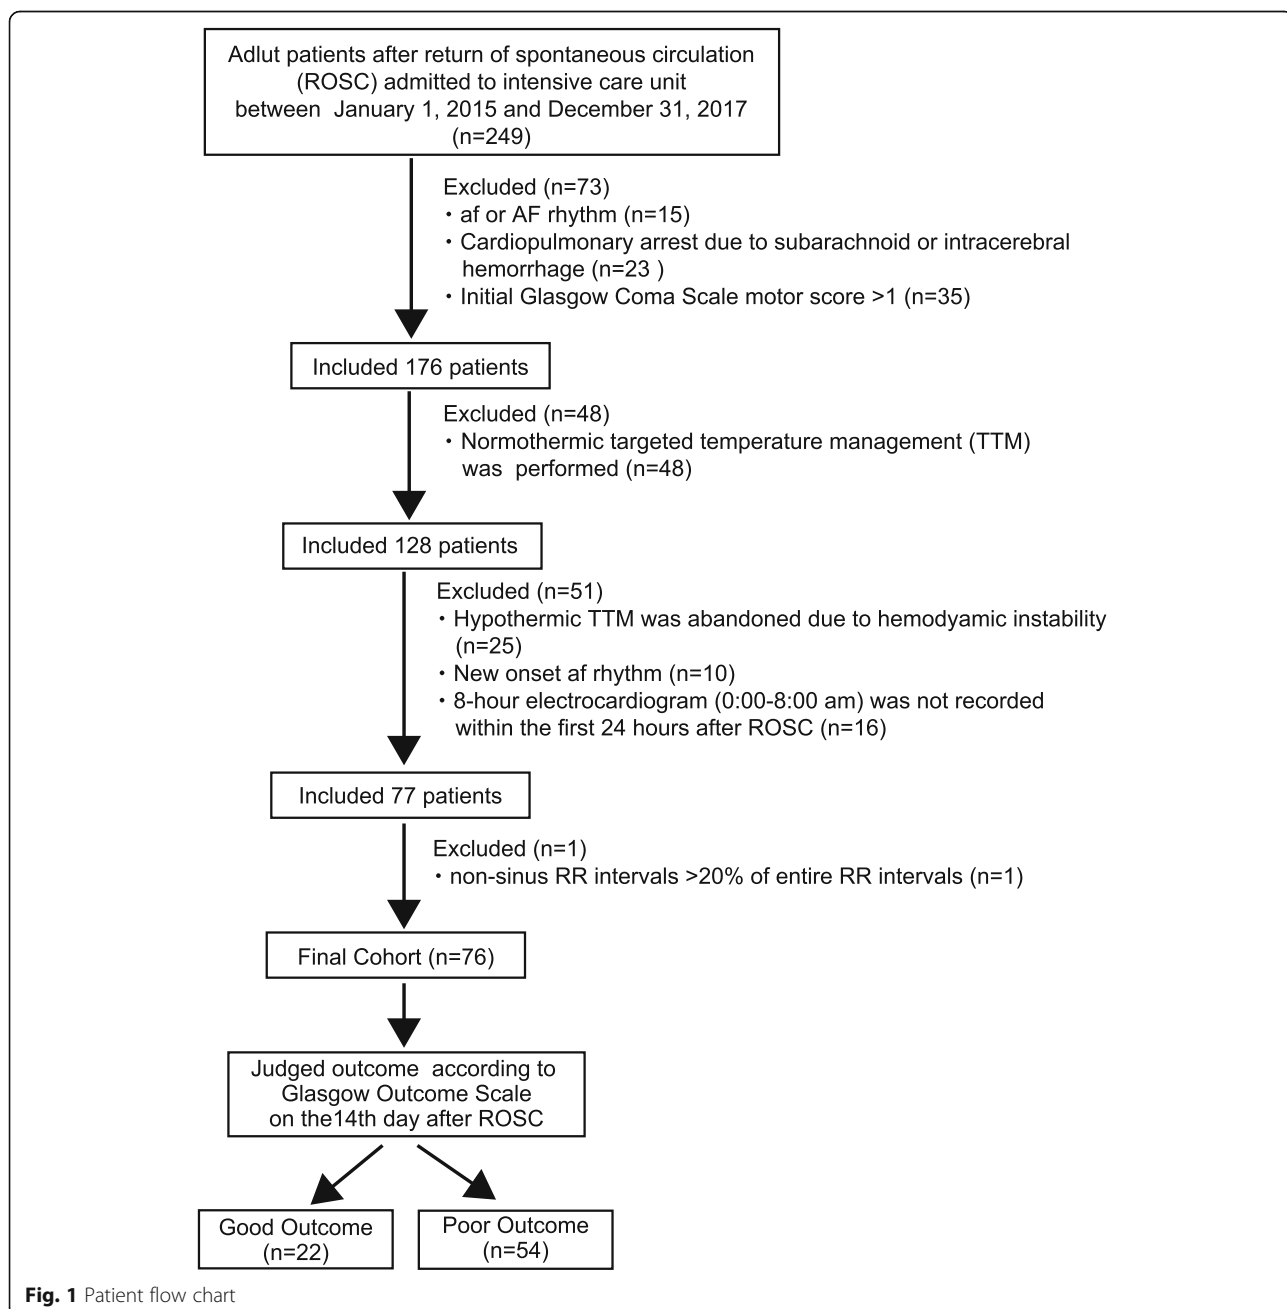 Adlut patients after return of spontaneous circulation
(ROSC) admitted to intensive care unit
between January 1, 2015 and December 31, 2017
(n=249)
Excluded (n=73)
・af or AF rhythm (n=15)
・Cardiopulmonary arrest due to subarachnoid or intracerebral
hemorrhage (n=23 )
・Initial Glasgow Coma Scale motor score >1 (n=35)
Included 176 patients
Excluded (n=48)
・Normothermic targeted temperature management (TTM)
was performed (n=48)
Included 128 patients
Excluded (n=51)
・Hypothermic TTM was abandoned due to hemodyamic instability
(n=25)
・New onset af rhythm (n=10)
・8-hour electrocardiogram (0:00-8:00 am) was not recorded
within the first 24 hours after ROSC (n=16)
Included 77 patients
Excluded (n=1)
・non-sinus RR intervals >20% of entire RR intervals (n=1)
Final Cohort (n=76)
Judged outcome according to
Glasgow Outcome Scale
on the14th day after ROSC
Good Outcome
(n=22)
Poor Outcome
(n=54)
Fig. 1 Patient flow chart